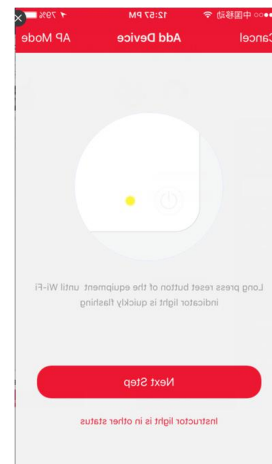 中国移动 12:57 PM 79%
Cancel Add Device AP Mode
Long press reset button of the equipment until Wi-Fi
indicator light is quickly flashing
Next Step
Instructor light is in other status